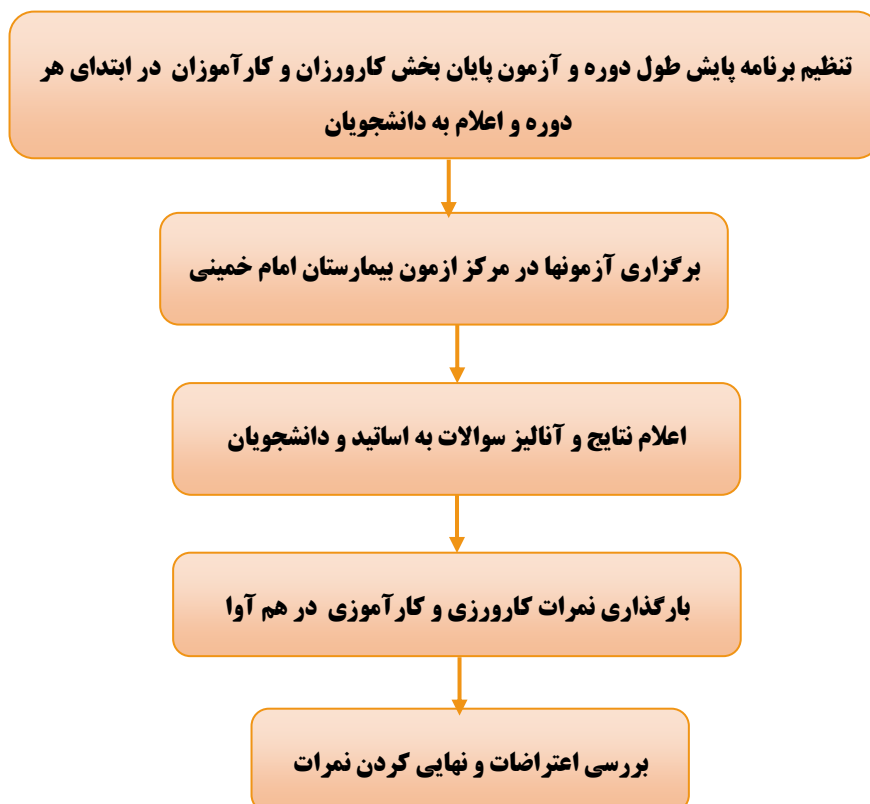 تنظیم برنامه پایش طول دوره و آزمون پایان بخش کارورزان و کارآموزان در ابتدای هر
دوره و اعلام به دانشجویان
برگزاری آزمونها در مرکز ازمون بیمارستان امام خمینی
اعلام نتایج و آنالیز سوالات به اساتید و دانشجویان
بارگذاری نمرات کارورزی و کارآموزی در هم آوا
بررسی اعتراضات و نهایی کردن نمرات